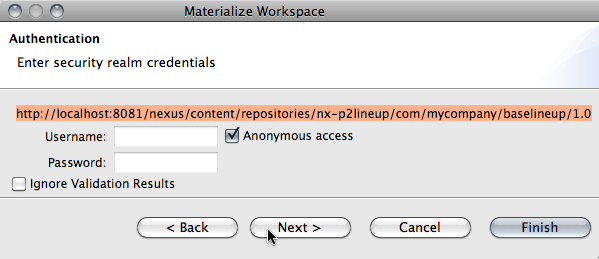 Materialize Workspace
Authentication
Enter security realm credentials
http://localhost:8081/nexus/content/repositories/nx-p2lineup/com/mycompany/baselineup/1.0
Username:
Anonymous access
Password:
Ignore Validation Results
< Back
Next >
Cancel
Finish